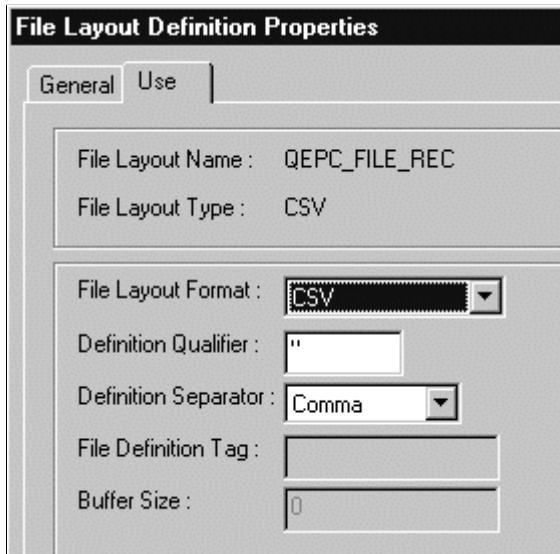 File Layout Definition Properties
General Use
File Layout Name : QEPC_FILE_REC
File Layout Type : CSV
File Layout Format : CSV
Definition Qualifier : "
Definition Separator : Comma
File Definition Tag :
Buffer Size : 0